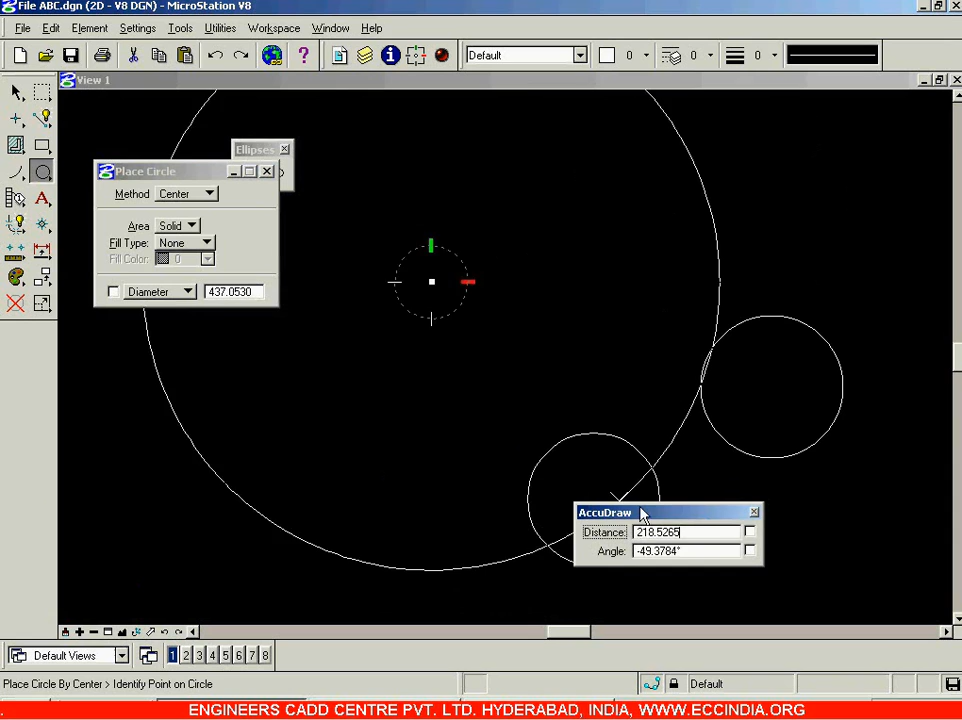 File ABC.dgn (2D - V8 DGN) - MicroStation V8
File Edit Element Settings Tools Utilities Workspace Window Help
Default 0 0 0
View 1
Ellipses
Place Circle
Method Center
Area Solid
Fill Type: None
Fill Color: 0
Diameter 437.0530
AccuDraw
Distance: 218.5265
Angle: -49.3784°
Default Views 1 2 3 4 5 6 7 8
Place Circle By Center > Identify Point on Circle Default
ENGINEERS CADD CENTRE PVT. LTD. HYDERABAD, INDIA, WWW.ECCINDIA.ORG